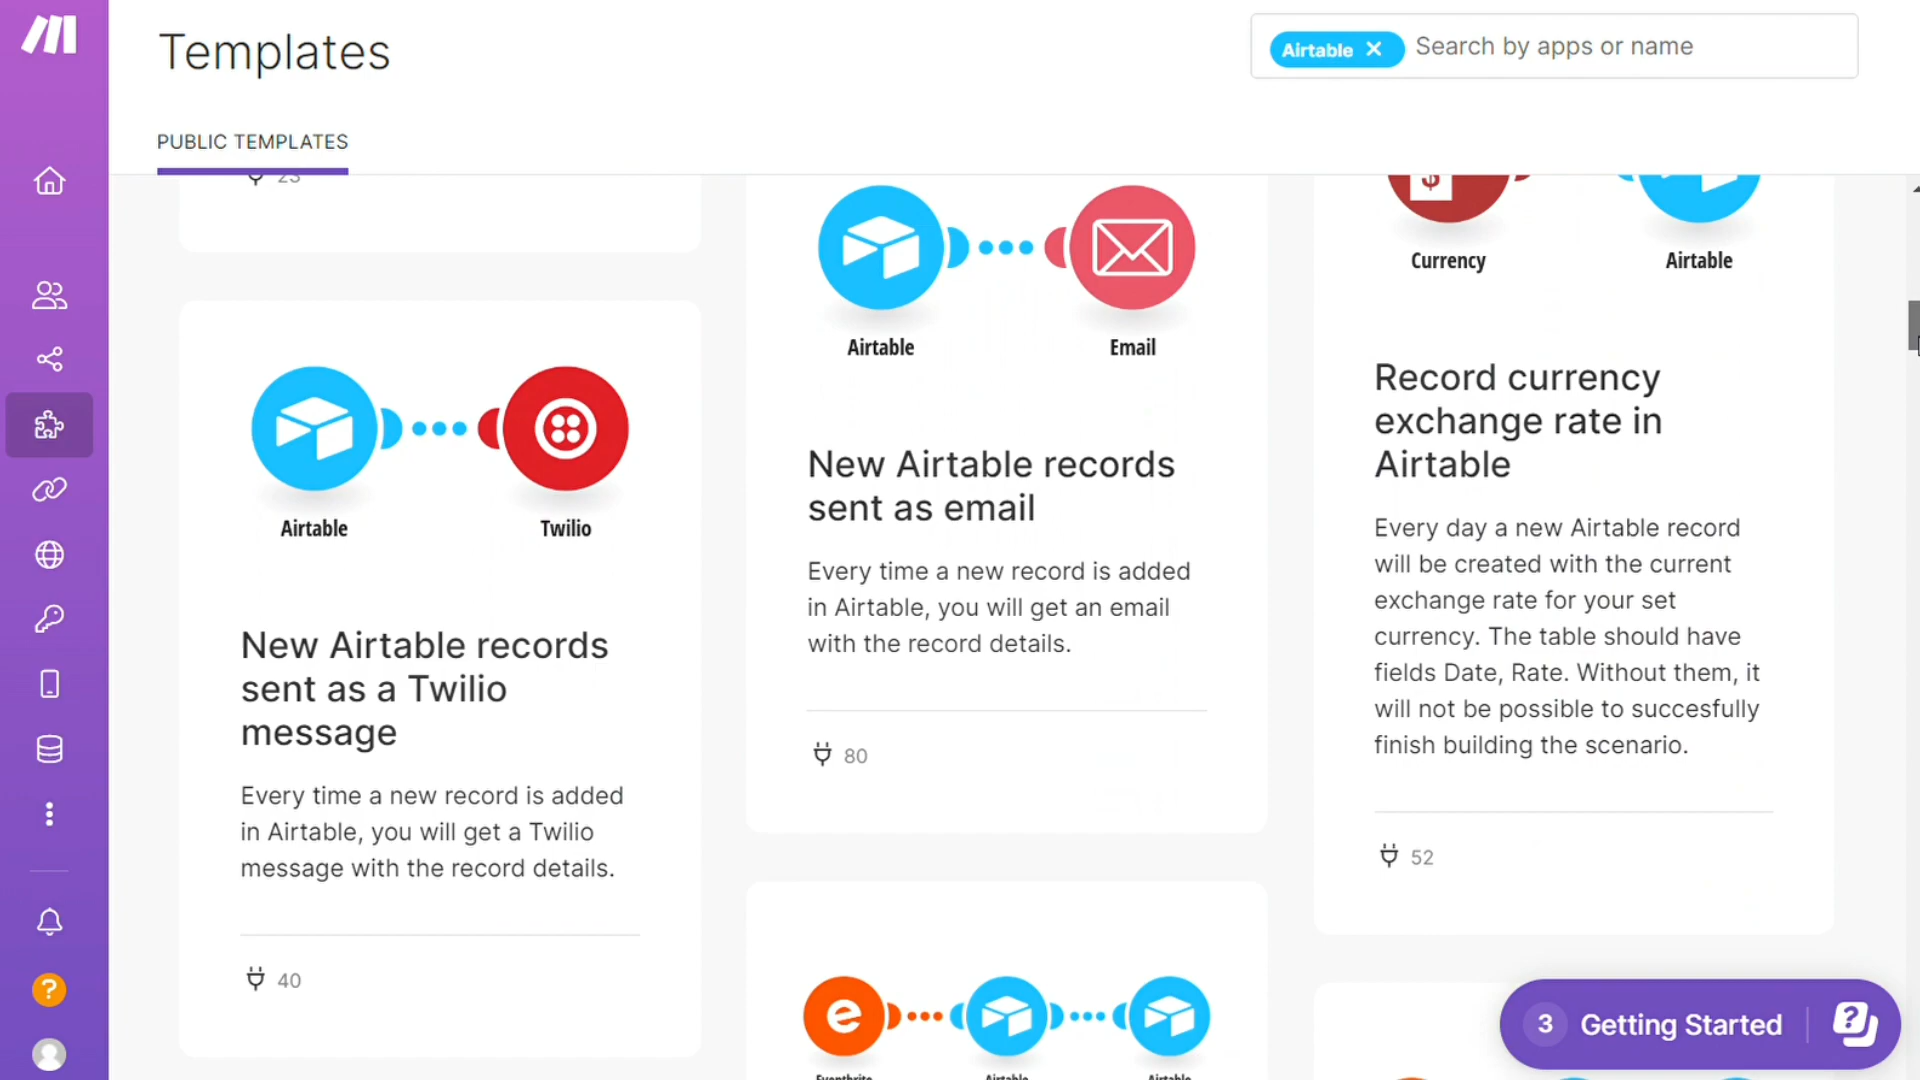 Templates
Airtable
Search by apps or name
PUBLIC TEMPLATES
23
Airtable
Twilio
New Airtable records
sent as a Twilio
message
Every time a new record is added
in Airtable, you will get a Twilio
message with the record details.
40
Airtable
Email
New Airtable records
sent as email
Every time a new record is added
in Airtable, you will get an email
with the record details.
80
Eventbrite
Airtable
Airtable
$
Currency
Airtable
Record currency
exchange rate in
Airtable
Every day a new Airtable record
will be created with the current
exchange rate for your set
currency. The table should have
fields Date, Rate. Without them, it
will not be possible to succesfully
finish building the scenario.
52
3 Getting Started